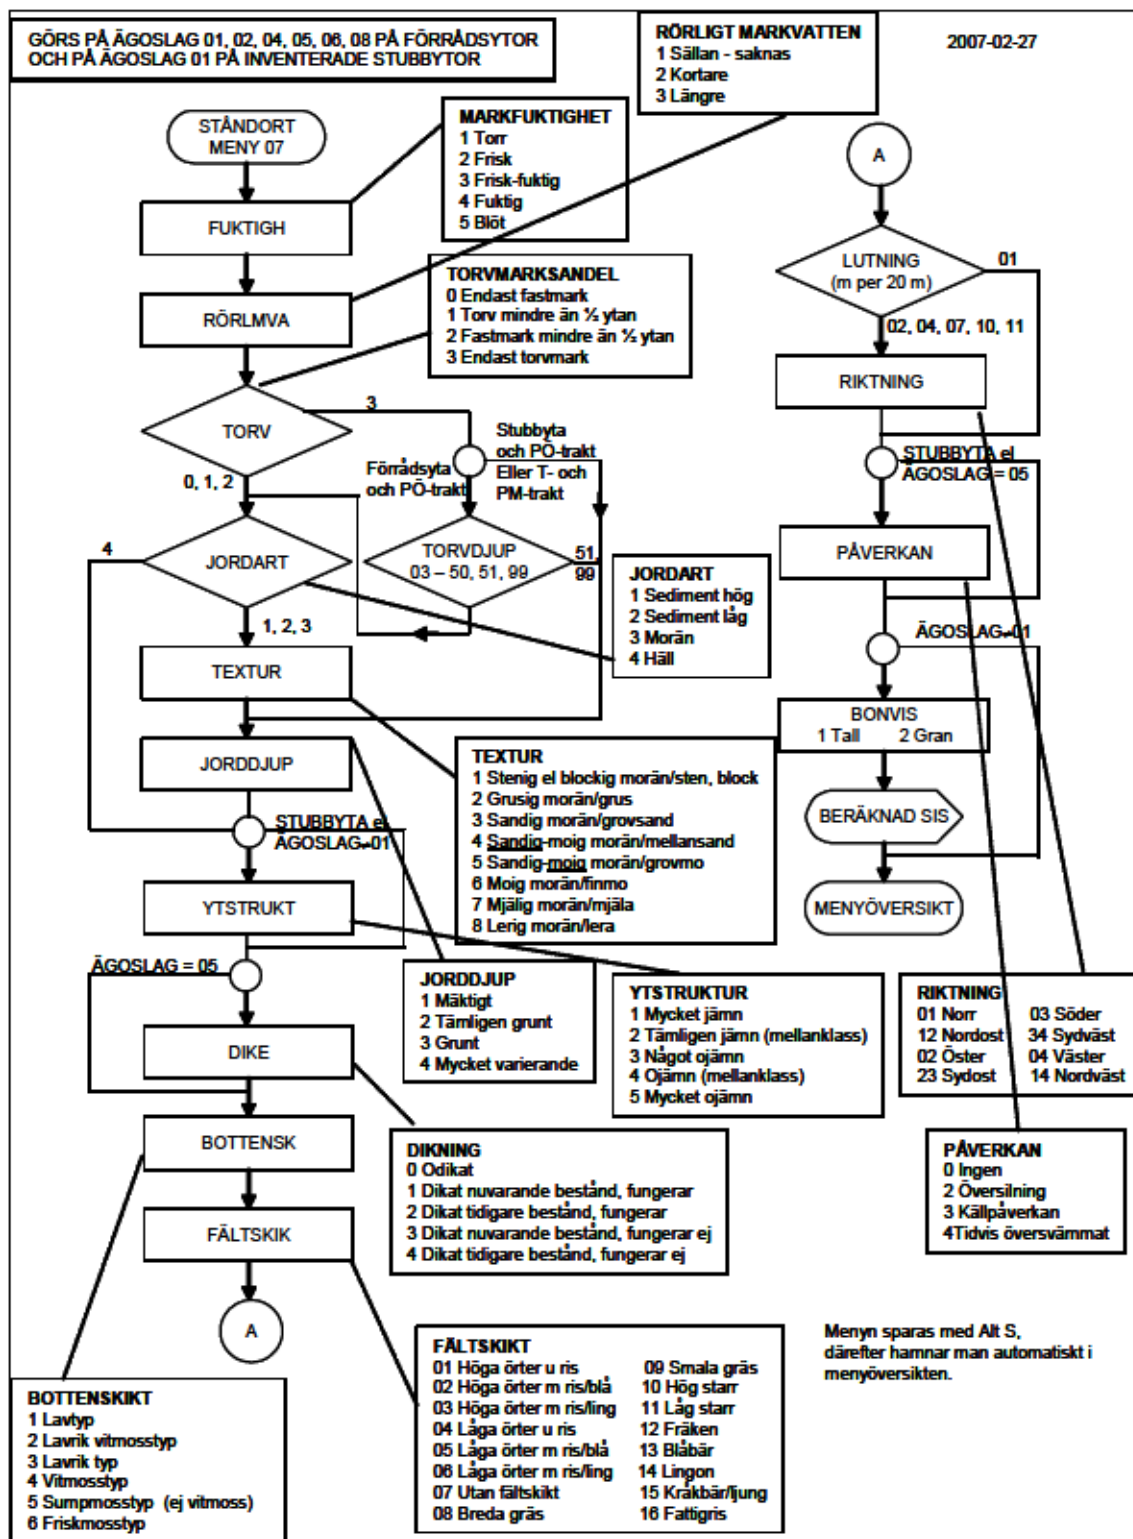 GÖRS PÅ ÄGOSLAG 01, 02, 04, 05, 06, 08 PÅ FÖRRÅDSYTOR
OCH PÅ ÄGOSLAG 01 PÅ INVENTERADE STUBBYTOR
RÖRLIGT MARKVATTEN
1 Sällan - saknas
2 Kortare
3 Längre
2007-02-27
STÅNDORT
MENY 07
MARKFUKTIGHET
1 Torr
2 Frisk
3 Frisk-fuktig
4 Fuktig
5 Blöt
FUKTIGH
RÖRLMVA
TORVMARKSANDEL
0 Endast fastmark
1 Torv mindre än ½ ytan
2 Fastmark mindre än ½ ytan
3 Endast torvmark
TORV
3
0, 1, 2
Förrådsyta
och PÖ-trakt
Stubbyta
och PÖ-trakt
Eller T- och
PM-trakt
JORDART
4
1, 2, 3
TORVDJUP
03 – 50, 51, 99
51,
99
JORDART
1 Sediment hög
2 Sediment låg
3 Morän
4 Häll
TEXTUR
JORDDJUP
TEXTUR
1 Stenig el blockig morän/sten, block
2 Grusig morän/grus
3 Sandig morän/grovsand
4 Sandig-moig morän/mellansand
5 Sandig-moig morän/grovmo
6 Moig morän/finmo
7 Mjälig morän/mjäla
8 Lerig morän/lera
STUBBYTA el
ÄGOSLAG≠01
YTSTRUKT
ÄGOSLAG = 05
DIKE
JORDDJUP
1 Mäktigt
2 Tämligen grunt
3 Grunt
4 Mycket varierande
YTSTRUKTUR
1 Mycket jämn
2 Tämligen jämn (mellanklass)
3 Något ojämn
4 Ojämn (mellanklass)
5 Mycket ojämn
BOTTENSK
DIKNING
0 Odikat
1 Dikat nuvarande bestånd, fungerar
2 Dikat tidigare bestånd, fungerar
3 Dikat nuvarande bestånd, fungerar ej
4 Dikat tidigare bestånd, fungerar ej
FÄLTSKIK
A
BOTTENSKIKT
1 Lavtyp
2 Lavrik vitmosstyp
3 Lavrik typ
4 Vitmosstyp
5 Sumpmosstyp (ej vitmoss)
6 Friskmosstyp
FÄLTSKIKT
01 Höga örter u ris
02 Höga örter m ris/blå
03 Höga örter m ris/ling
04 Låga örter u ris
05 Låga örter m ris/blå
06 Låga örter m ris/ling
07 Utan fältskikt
08 Breda gräs
09 Smala gräs
10 Hög starr
11 Låg starr
12 Fräken
13 Blåbär
14 Lingon
15 Kråkbär/ljung
16 Fattigris
A
LUTNING
(m per 20 m)
01
02, 04, 07, 10, 11
RIKTNING
STUBBYTA el
ÄGOSLAG = 05
PÅVERKAN
ÄGOSLAG≠01
BONVIS
1 Tall 2 Gran
BERÄKNAD SIS
MENYÖVERSIKT
RIKTNING
01 Norr 03 Söder
12 Nordost 34 Sydväst
02 Öster 04 Väster
23 Sydost 14 Nordväst
PÅVERKAN
0 Ingen
2 Översilning
3 Källpåverkan
4Tidvis översvämmat
Menyn sparas med Alt S,
därefter hamnar man automatiskt i
menyöversikten.